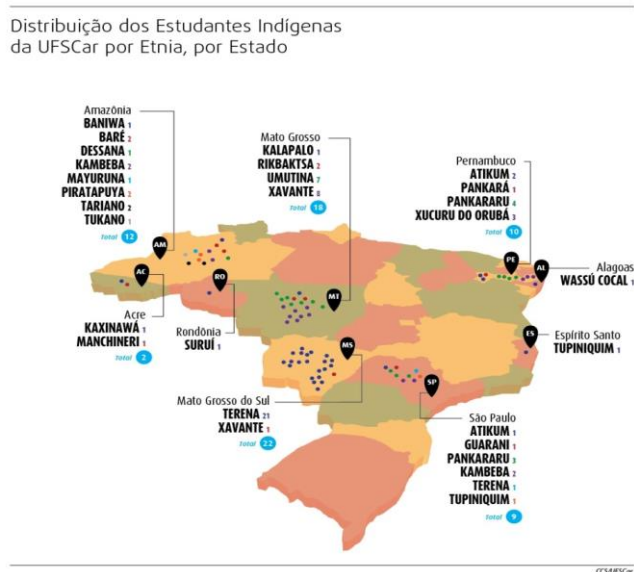 Distribuição dos Estudantes Indígenas
da UFSCar por Etnia, por Estado
Amazônia
BANIWA 1
BARÉ 2
DESSANA 1
KAMBEBA 2
MAYURUNA 1
PIRATAPUYA 2
TARIANO 2
TUKANO 1
Total 12
Mato Grosso
KALAPALO 1
RIKBAKTSA 2
UMUTINA 7
XAVANTE 8
Total 18
Pernambuco
ATIKUM 2
PANKARÁ 1
PANKARARU 4
XUCURU DO ORUBÁ 3
Total 10
Alagoas
WASSÚ COCAL 1
AM
AC
RO
MT
PE
AL
ES
MS
SP
Acre
KAXINAWÁ 1
MANCHINERI 1
Total 2
Rondônia
SURUÍ 1
Espírito Santo
TUPINIQUIM 1
Mato Grosso do Sul
TERENA 21
XAVANTE 1
Total 22
São Paulo
ATIKUM 1
GUARANI 1
PANKARARU 3
KAMBEBA 2
TERENA 1
TUPINIQUIM 1
Total 9
CCS/UFSCar